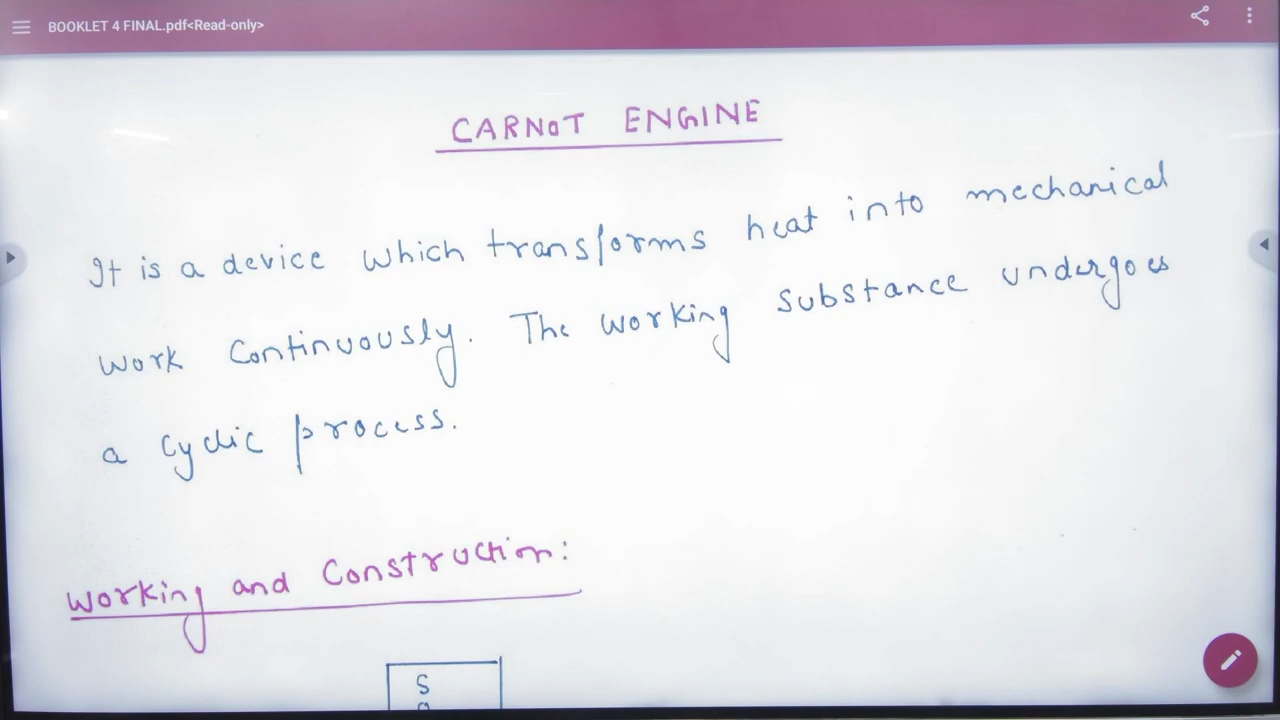 BOOKLET 4 FINAL.pdf<Read-only>
CARNOT ENGINE
It is a device which transforms heat into mechanical
work continuously. The working substance undergoes
a cyclic process.
Working and Construction:
S